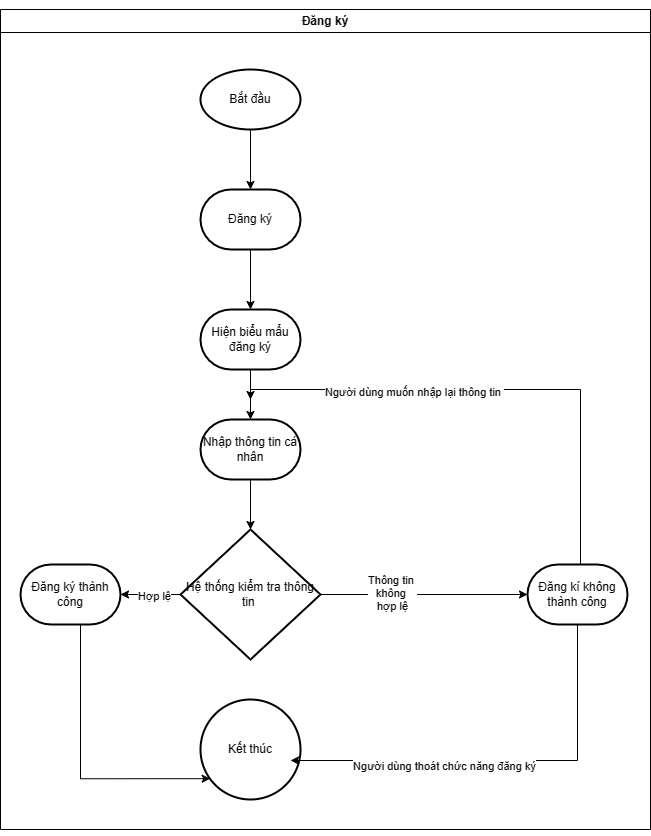 Đăng ký
Bắt đầu
Đăng ký
Hiện biểu mẫu
đăng ký
Người dùng muốn nhập lại thông tin
Nhập thông tin cá
nhân
Đăng ký thành
công
Hợp lệ
Hệ thống kiểm tra thông
tin
Thông tin
không
hợp lệ
Đăng kí không
thành công
Kết thúc
Người dùng thoát chức năng đăng ký